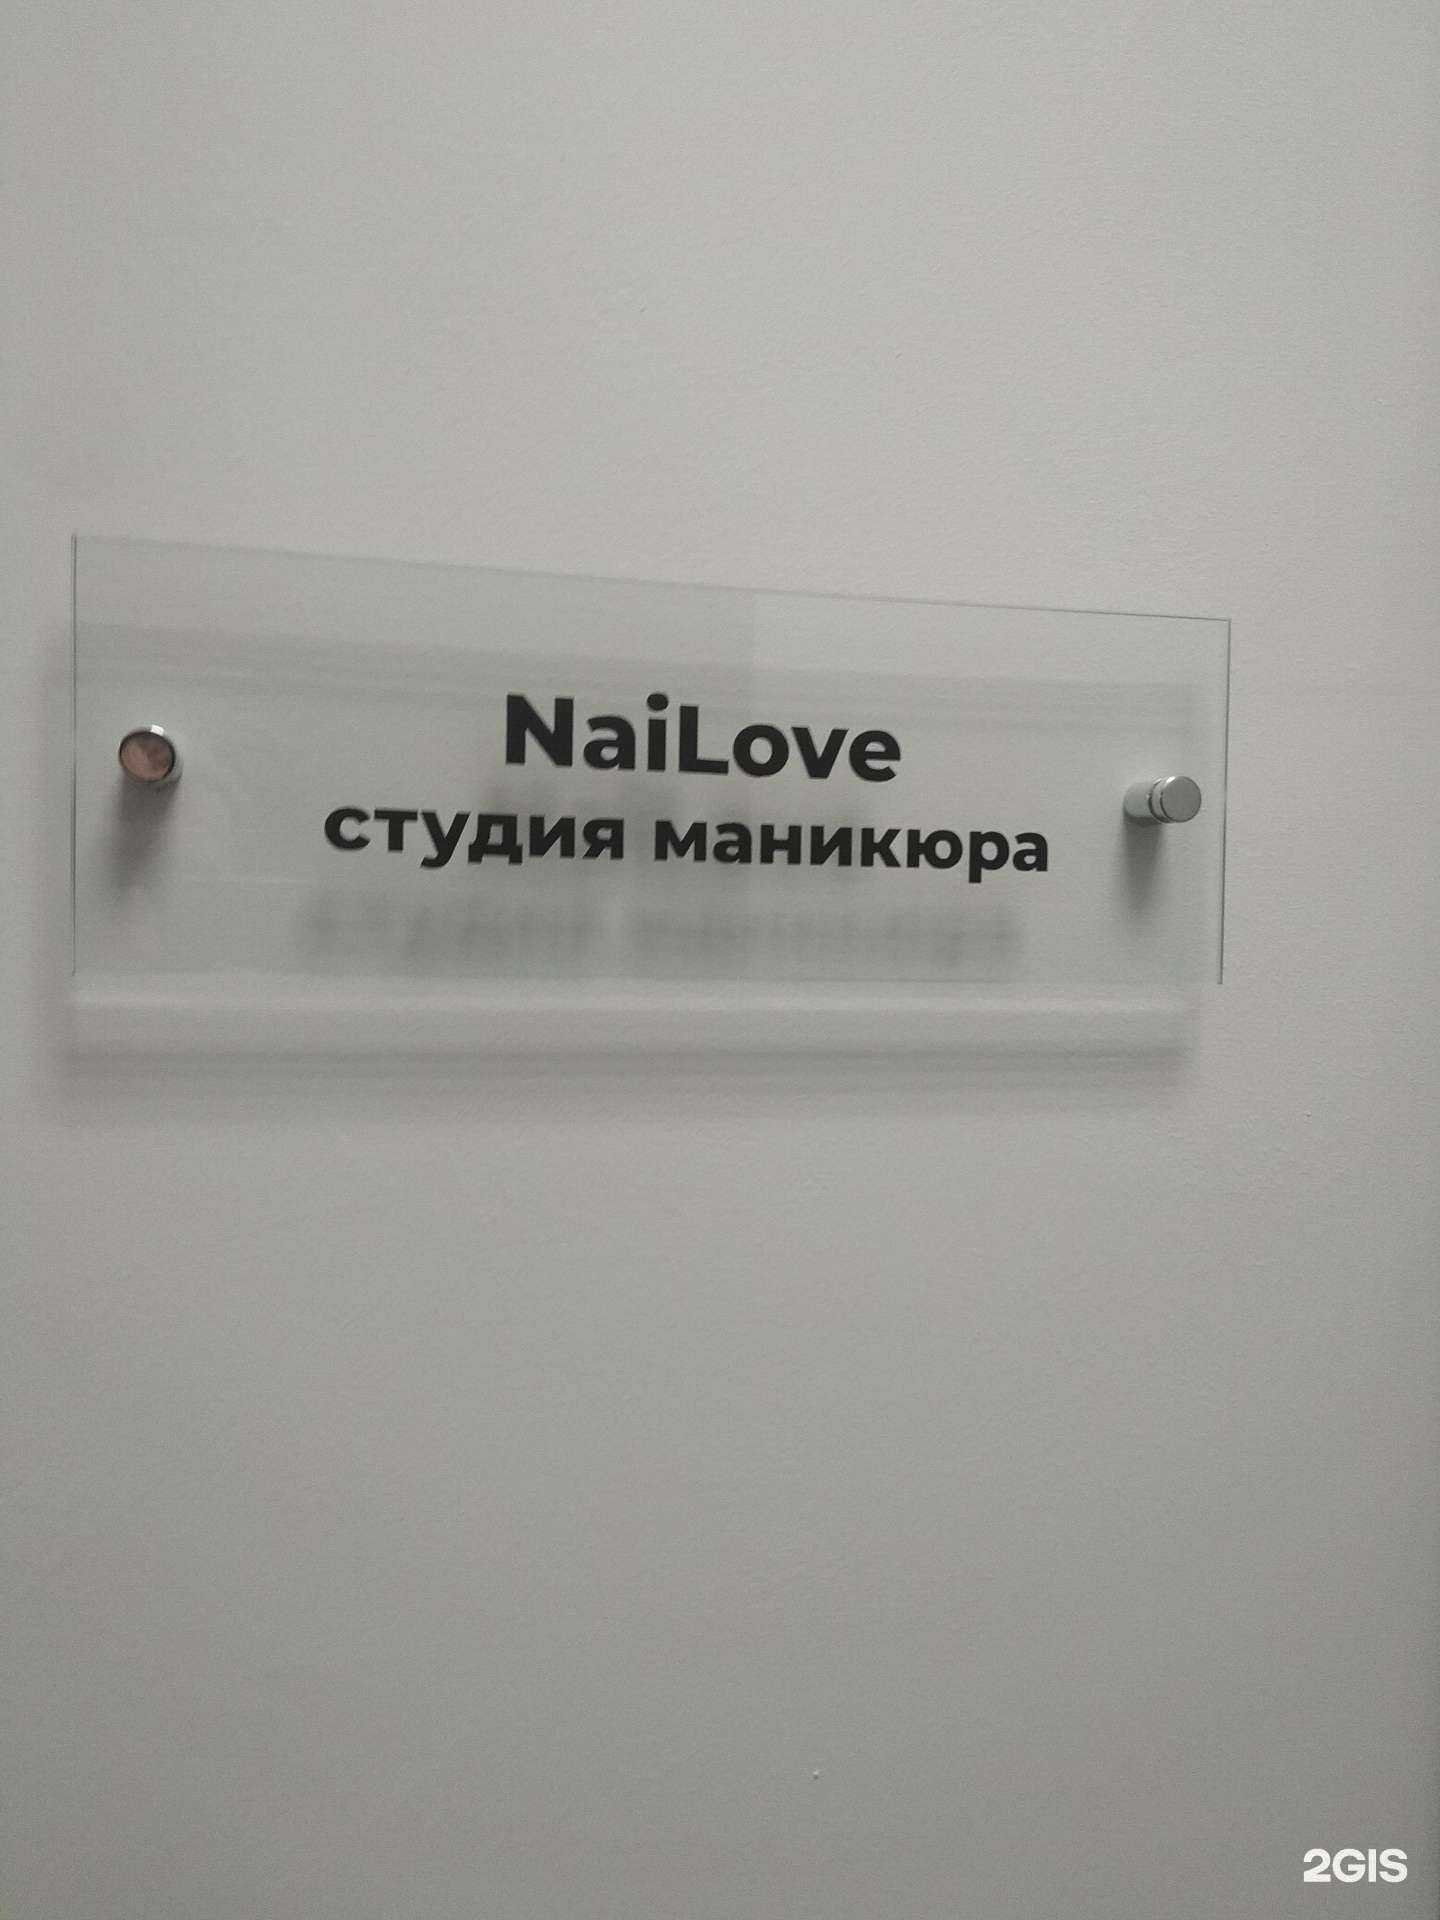 NaiLove
студия маникюра
2GIS